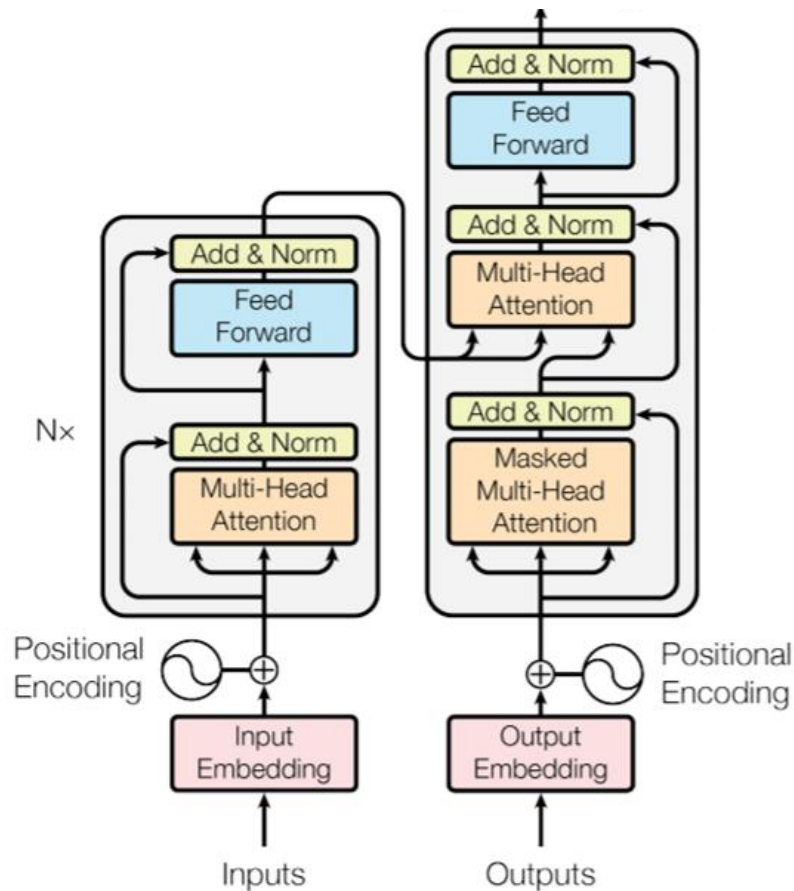 Add & Norm
Feed
Forward
Add & Norm
Multi-Head
Attention
Add & Norm
Masked
Multi-Head
Attention
Add & Norm
Feed
Forward
Add & Norm
Multi-Head
Attention
N×
Positional
Encoding
Positional
Encoding
Input
Embedding
Output
Embedding
Inputs
Outputs